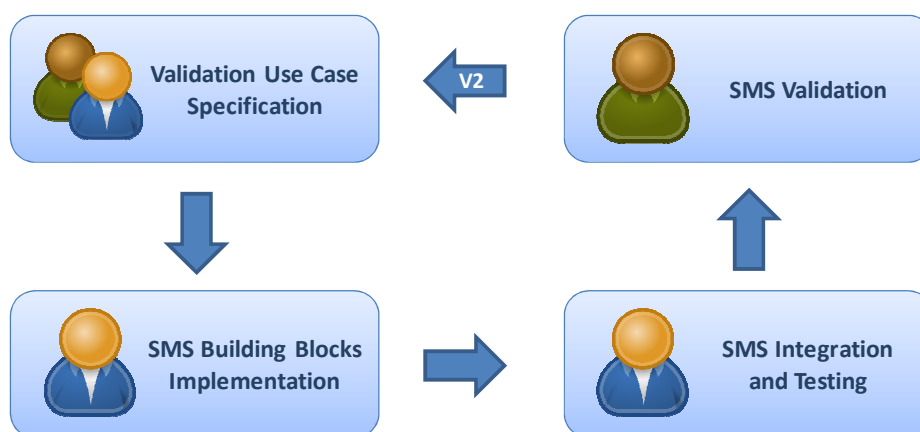 Validation Use Case
Specification
V2
SMS Validation
SMS Building Blocks
Implementation
SMS Integration
and Testing